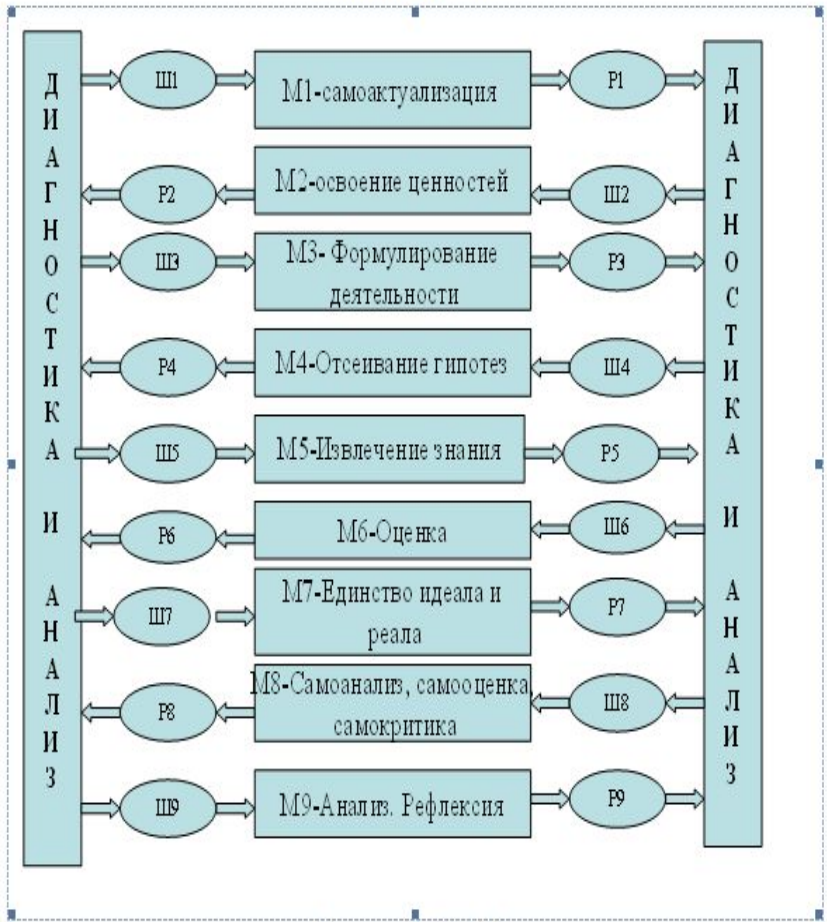 ДИАГНОСТИКА И АНАЛИЗ
Ш1
М1-самоактуализация
Р1
Р2
М2-освоение ценностей
Ш2
Ш3
М3- Формулирование
деятельности
Р3
Р4
М4-Отсеивание гипотез
Ш4
Ш5
М5-Извлечение знания
Р5
Р6
М6-Оценка
Ш6
Ш7
М7-Единство идеала и
реала
Р7
Р8
М8-Самоанализ, самооценка,
самокритика
Ш8
Ш9
М9-Анализ. Рефлексия
Р9
ДИАГНОСТИКА И АНАЛИЗ